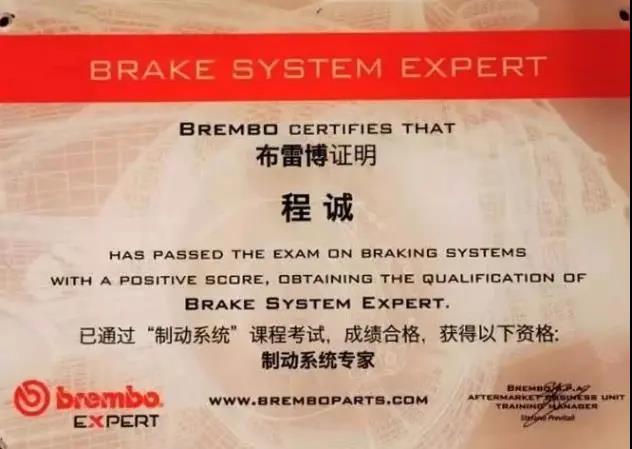 BRAKE SYSTEM EXPERT
BREMBO CERTIFIES THAT
布雷博证明
程 诚
HAS PASSED THE EXAM ON BRAKING SYSTEMS
WITH A POSITIVE SCORE, OBTAINING THE QUALIFICATION OF
BRAKE SYSTEM EXPERT.
已通过“制动系统”课程考试，成绩合格，获得以下资格:
制动系统专家
brembo.
EXPERT
WWW.BREMBOPARTS.COM
BREMBO S.P.A.
AFTERMARKET BUSINESS UNIT
TRAINING MANAGER
Stefano Previtali